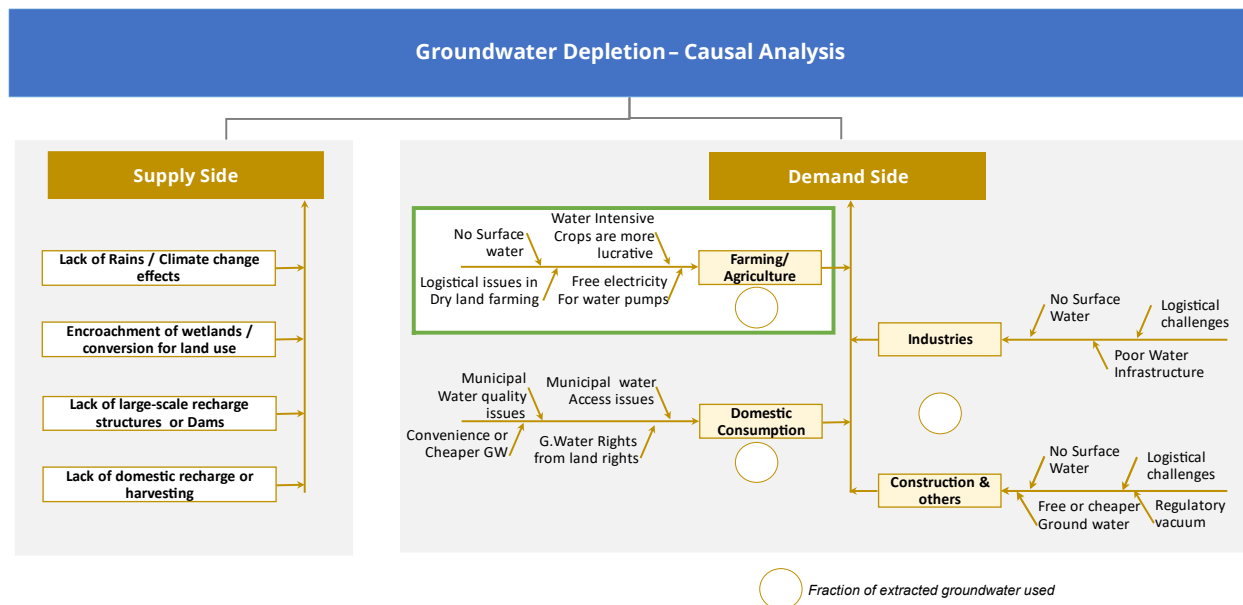 Groundwater Depletion – Causal Analysis
Supply Side
Lack of Rains / Climate change
effects
Encroachment of wetlands /
conversion for land use
Lack of large-scale recharge
structures or Dams
Lack of domestic recharge or
harvesting
Demand Side
No Surface
water
Water Intensive
Crops are more
lucrative
Logistical issues in
Dry land farming
Free electricity
For water pumps
Farming/
Agriculture
Industries
No Surface
Water
Logistical
challenges
Poor Water
Infrastructure
Municipal
Water quality
issues
Municipal water
Access issues
Convenience or
Cheaper GW
G.Water Rights
from land rights
Domestic
Consumption
Construction &
others
No Surface
Water
Logistical
challenges
Free or cheaper
Ground water
Regulatory
vacuum
Fraction of extracted groundwater used